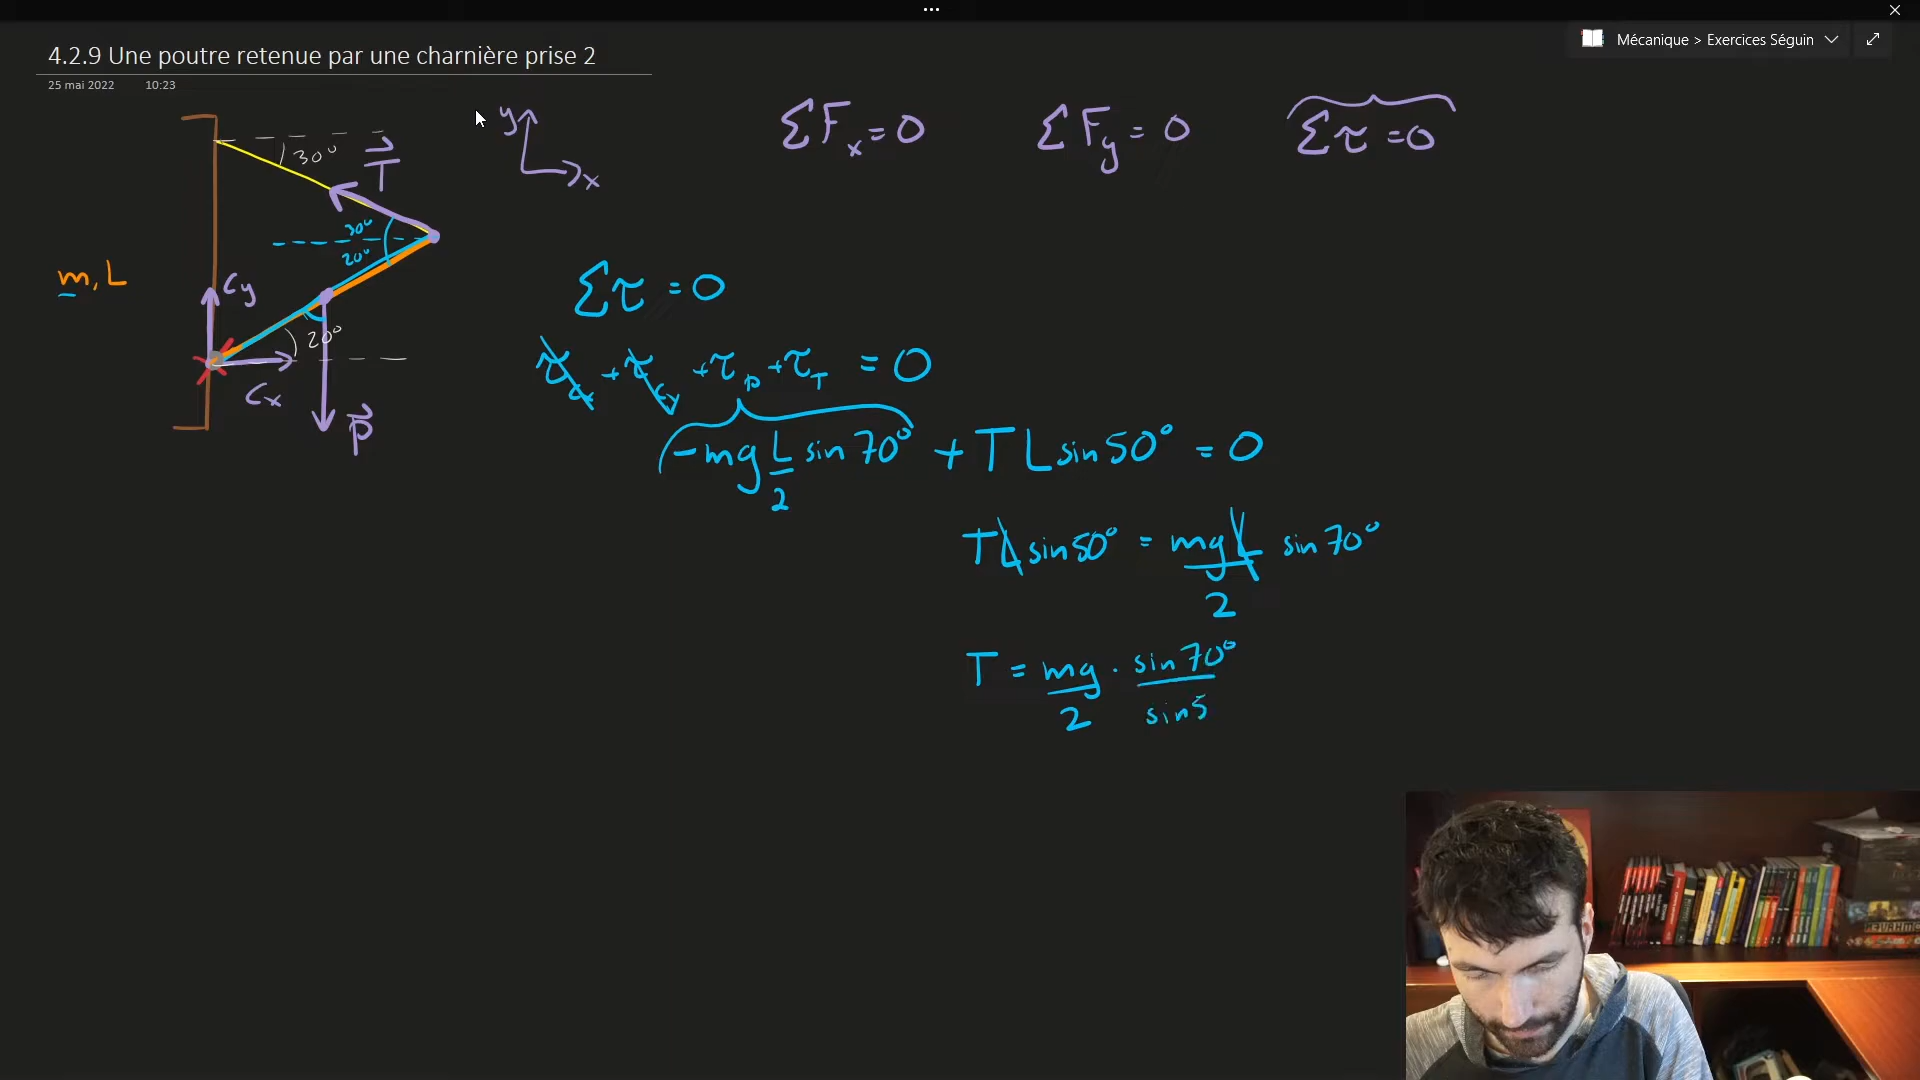 4.2.9 Une poutre retenue par une charnière prise 2
25 mai 2022 10:23
Mécanique > Exercices Séguin
ΣFx = 0 ΣFy = 0 Στ = 0
y
x
30°
T
30°
20°
m, L
Cy
20°
Cx
P
Στ = 0
τCx + τCy + τP + τT = 0
-mg L/2 sin 70° + T L sin 50° = 0
T L sin 50° = mg L/2 sin 70°
T = mg/2 · sin 70°/sin 5